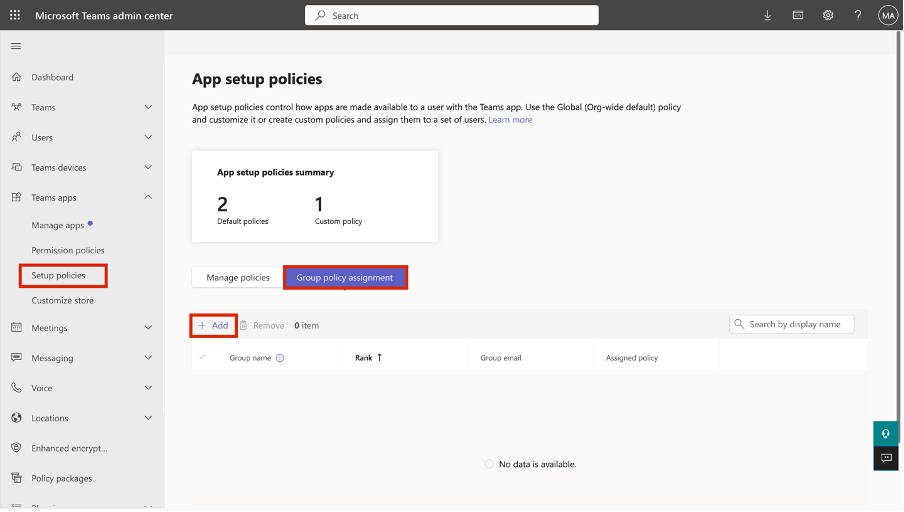 Microsoft Teams admin center
Search
?
MA
Dashboard
Teams
Users
Teams devices
Teams apps
Manage apps
Permission policies
Setup policies
Customize store
Meetings
Messaging
Voice
Locations
Enhanced encrypt...
Policy packages
App setup policies
App setup policies control how apps are made available to a user with the Teams app. Use the Global (Org-wide default) policy
and customize it or create custom policies and assign them to a set of users. Learn more
App setup policies summary
2
Default policies
1
Custom policy
Manage policies
Group policy assignment
+ Add
Remove
0 item
Search by display name
Group name
Rank ↑
Group email
Assigned policy
No data is available.